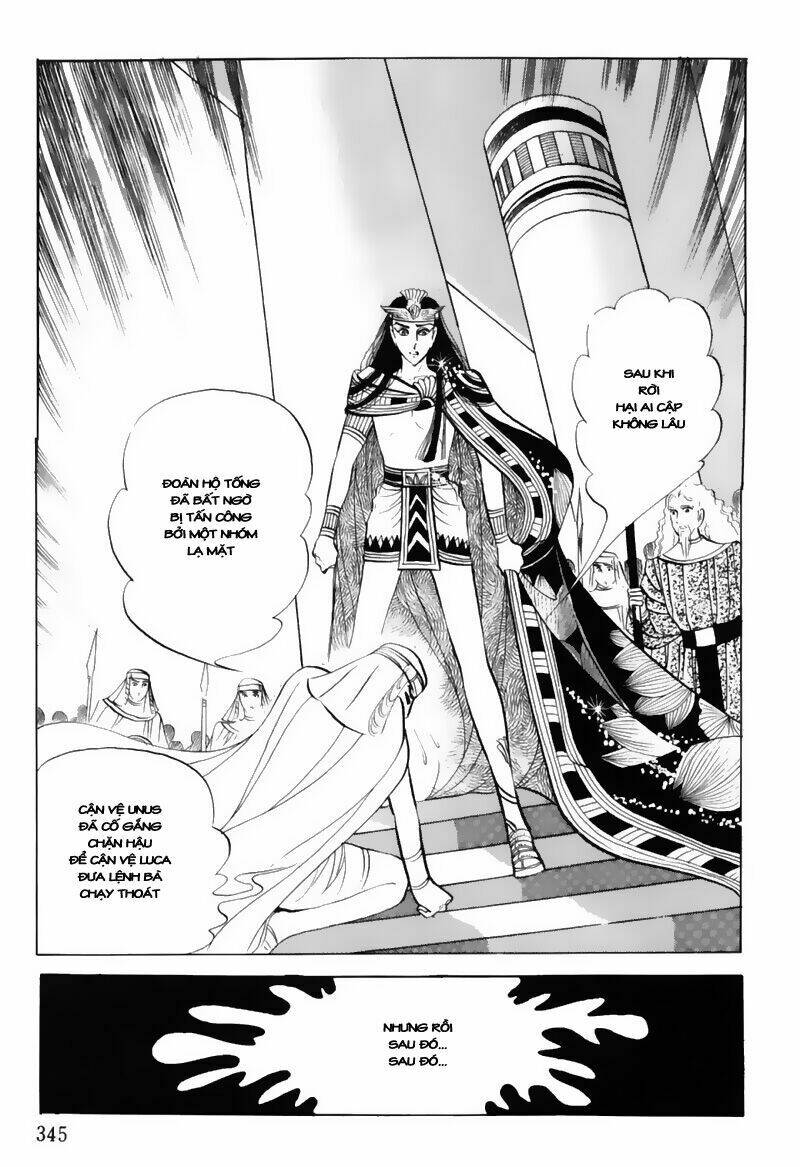 SAU KHI
RỜI
HẠI AI CẬP
KHÔNG LÂU
ĐOÀN HỘ TỐNG
ĐÃ BẤT NGỜ
BỊ TẤN CÔNG
BỞI MỘT NHÓM
LẠ MẶT
CẬN VỆ UNUS
ĐÃ CỐ GẮNG
CHẶN HẬU
ĐỂ CẬN VỆ LUCA
ĐƯA LỆNH BÀ
CHẠY THOÁT
NHƯNG RỒI
SAU ĐÓ...
SAU ĐÓ...
345